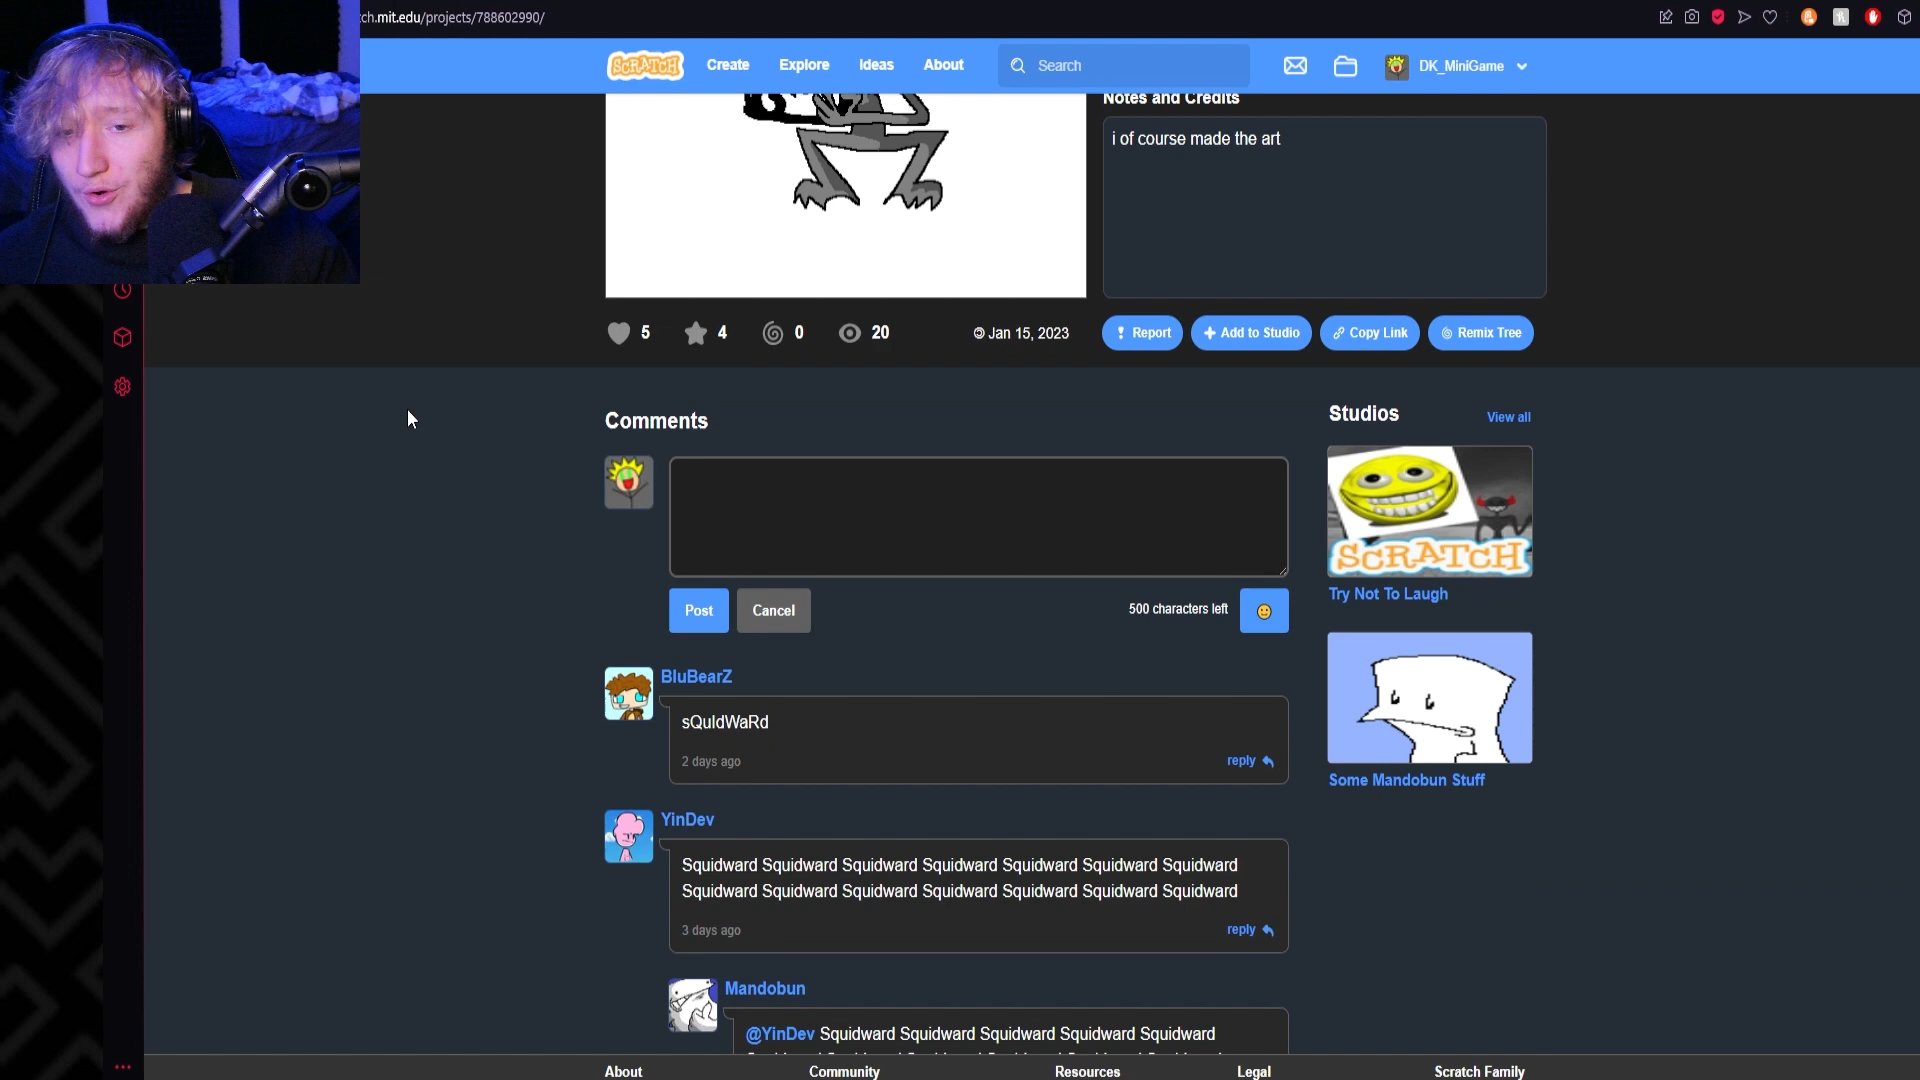 ch.mit.edu/projects/788602990/
SCRATCH
Create
Explore
Ideas
About
Search
DK_MiniGame
Notes and Credits
i of course made the art
5
4
0
20
Jan 15, 2023
Report
Add to Studio
Copy Link
Remix Tree
Comments
Studios
View all
SCRATCH
Try Not To Laugh
Post
Cancel
500 characters left
Some Mandobun Stuff
BluBearZ
sQuIdWaRd
2 days ago
reply
YinDev
Squidward Squidward Squidward Squidward Squidward Squidward Squidward
Squidward Squidward Squidward Squidward Squidward Squidward Squidward
3 days ago
reply
Mandobun
@YinDev Squidward Squidward Squidward Squidward Squidward
About
Community
Resources
Legal
Scratch Family